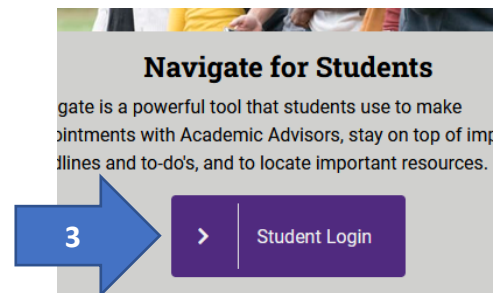 Navigate for Students
gate is a powerful tool that students use to make
ointments with Academic Advisors, stay on top of imp
dlines and to-do's, and to locate important resources.
3
Student Login